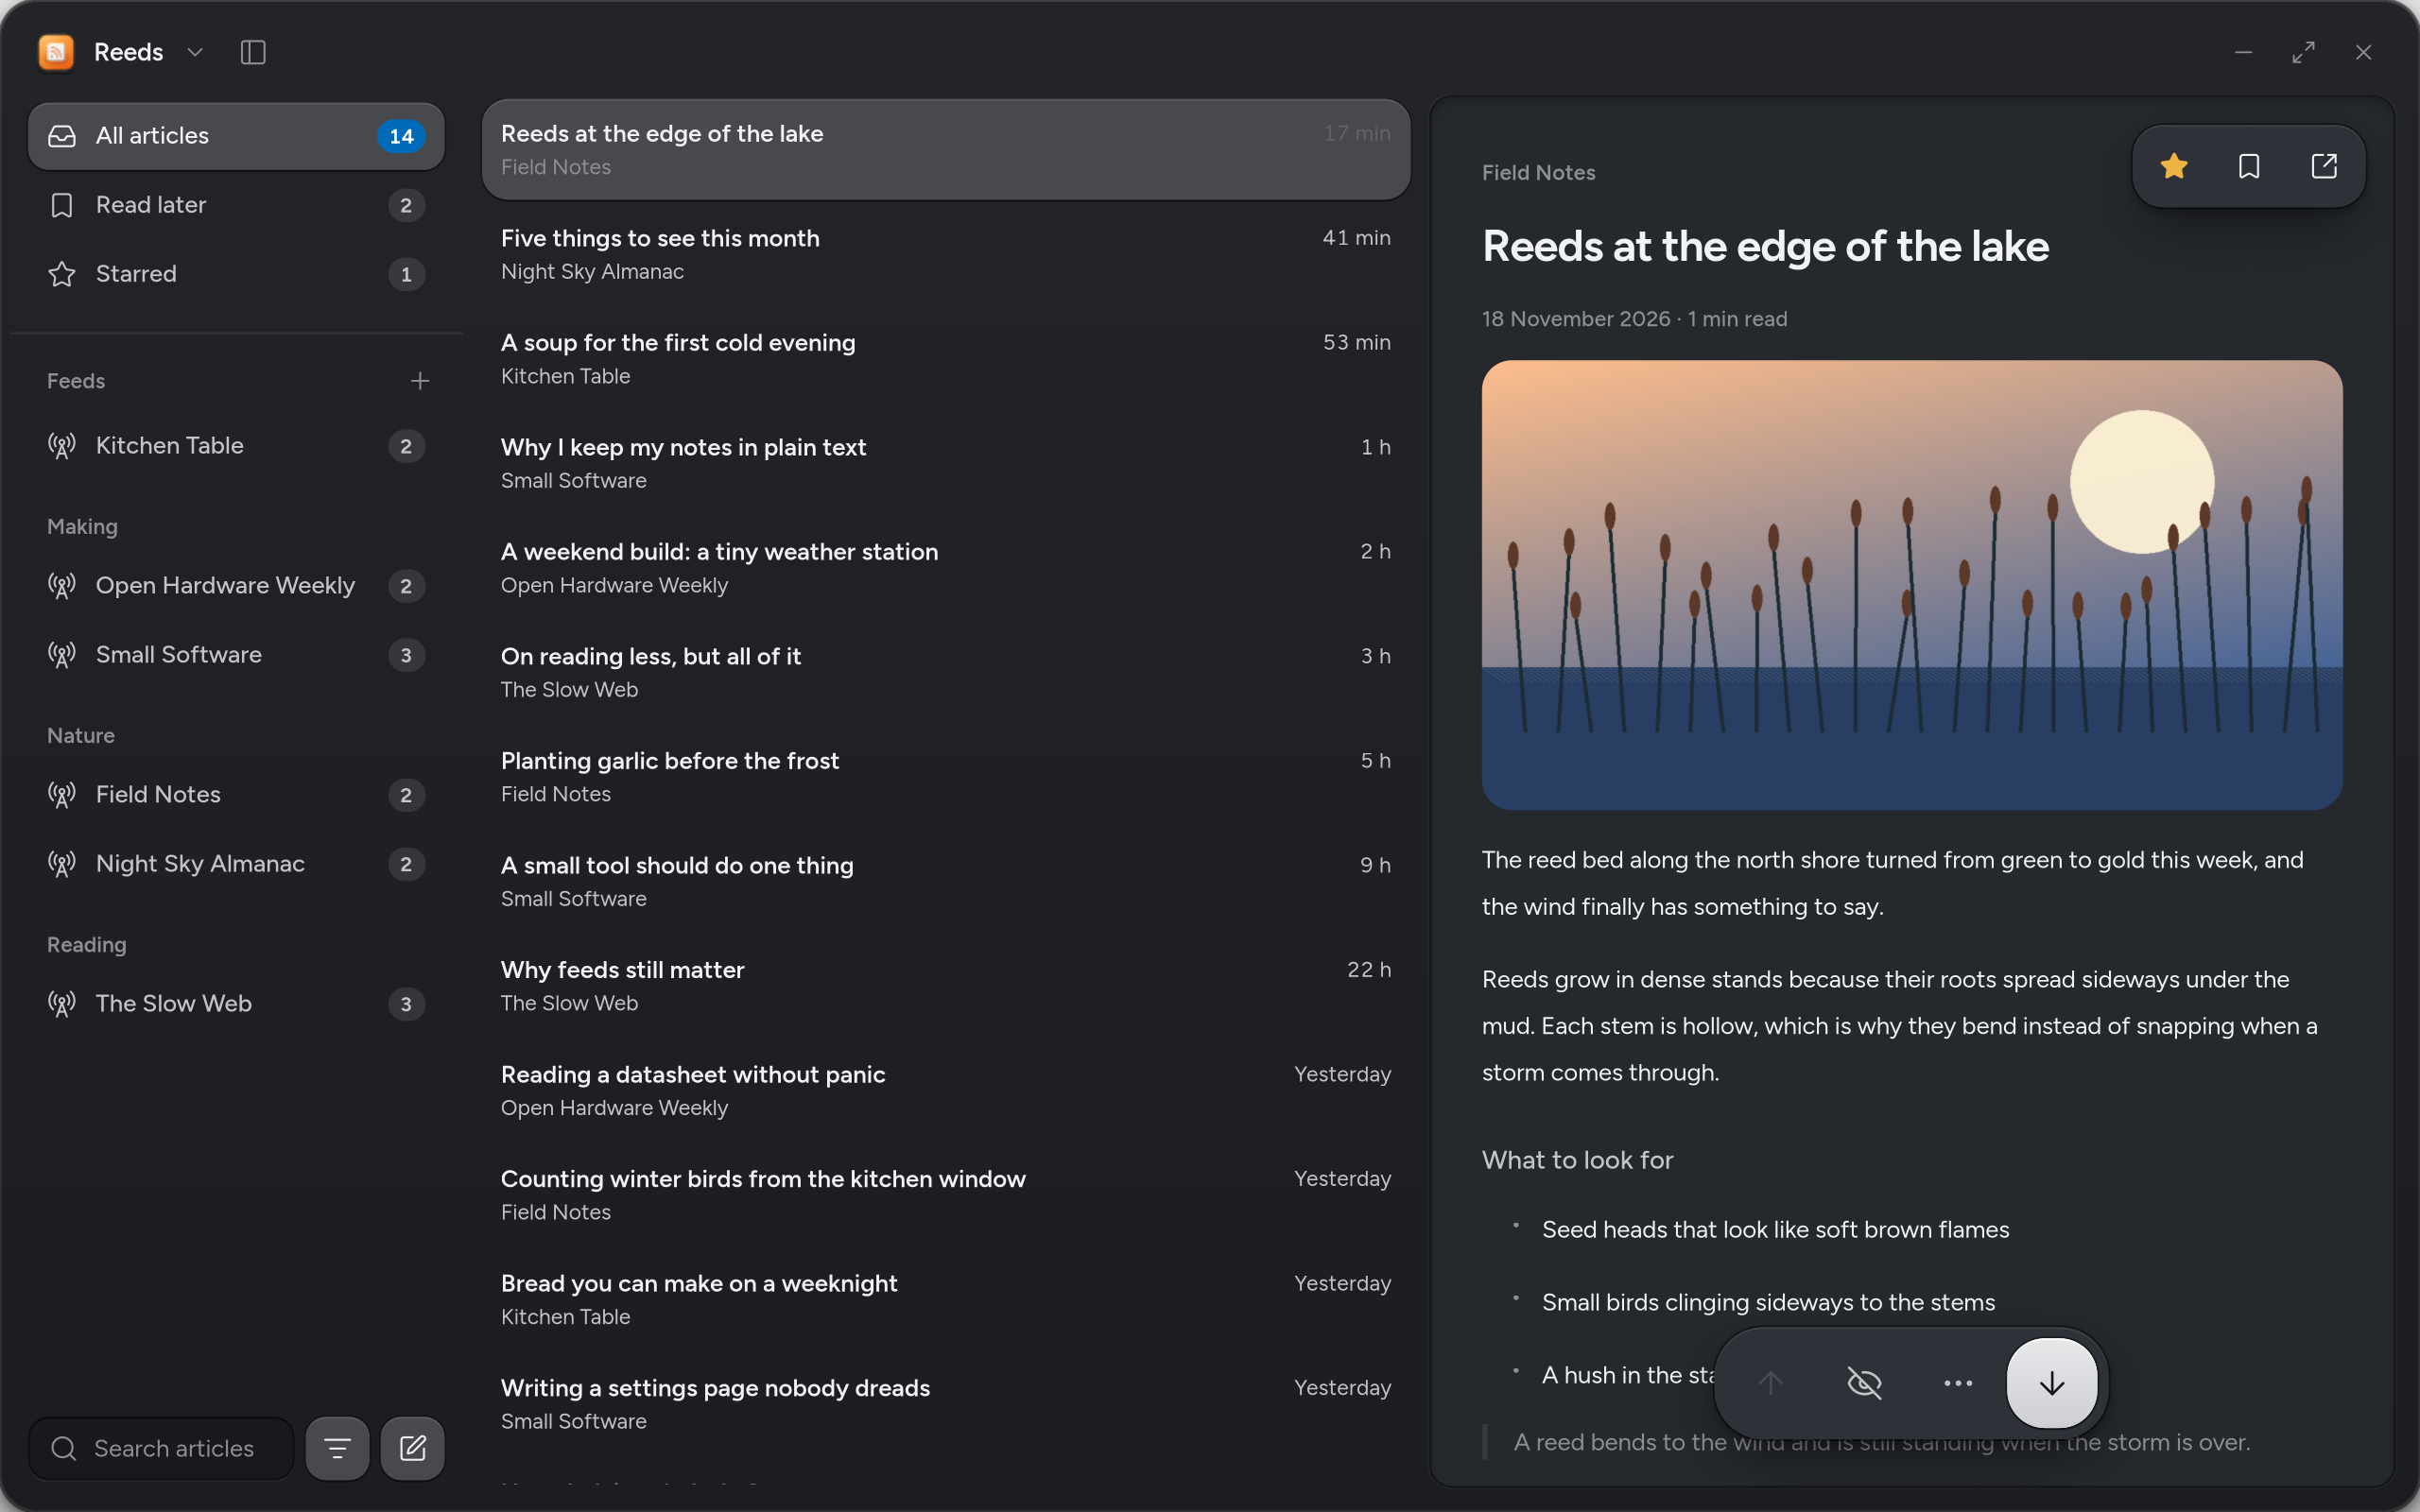 Reeds
All articles 14
Read later 2
Starred 1
Feeds
Kitchen Table 2
Making
Open Hardware Weekly 2
Small Software 3
Nature
Field Notes 2
Night Sky Almanac 2
Reading
The Slow Web 3
Search articles
Reeds at the edge of the lake 17 min
Field Notes
Five things to see this month 41 min
Night Sky Almanac
A soup for the first cold evening 53 min
Kitchen Table
Why I keep my notes in plain text 1 h
Small Software
A weekend build: a tiny weather station 2 h
Open Hardware Weekly
On reading less, but all of it 3 h
The Slow Web
Planting garlic before the frost 5 h
Field Notes
A small tool should do one thing 9 h
Small Software
Why feeds still matter 22 h
The Slow Web
Reading a datasheet without panic Yesterday
Open Hardware Weekly
Counting winter birds from the kitchen window Yesterday
Field Notes
Bread you can make on a weeknight Yesterday
Kitchen Table
Writing a settings page nobody dreads Yesterday
Small Software
Field Notes
Reeds at the edge of the lake
18 November 2026 · 1 min read
The reed bed along the north shore turned from green to gold this week, and
the wind finally has something to say.
Reeds grow in dense stands because their roots spread sideways under the
mud. Each stem is hollow, which is why they bend instead of snapping when a
storm comes through.
What to look for
• Seed heads that look like soft brown flames
• Small birds clinging sideways to the stems
• A hush in the
A reed bends to the wind and is still standing when the storm is over.